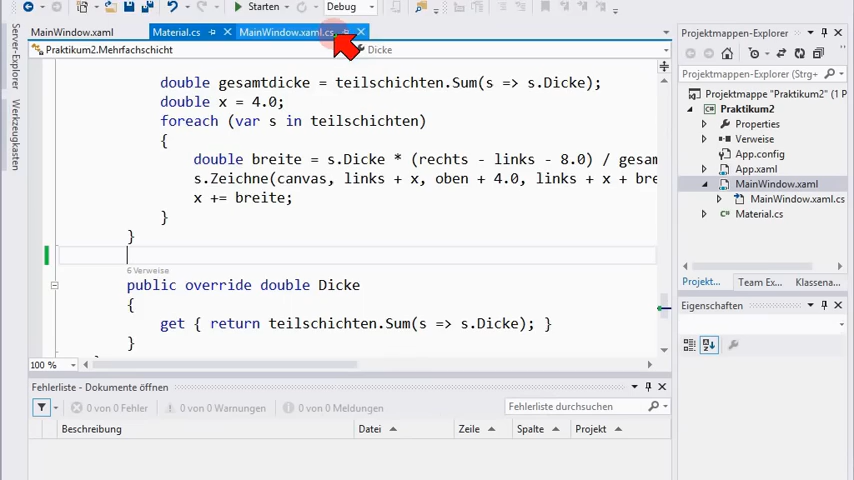 Starten
Debug
MainWindow.xaml
Material.cs
MainWindow.xaml.cs
Praktikum2.Mehrfachschicht
Dicke
double gesamtdicke = teilschichten.Sum(s => s.Dicke);
double x = 4.0;
foreach (var s in teilschichten)
{
double breite = s.Dicke * (rechts - links - 8.0) / gesam
s.Zeichne(canvas, links + x, oben + 4.0, links + x + bre
x += breite;
}
}
6 Verweise
public override double Dicke
{
get { return teilschichten.Sum(s => s.Dicke); }
}
100 %
Server-Explorer
Werkzeugkasten
Fehlerliste - Dokumente öffnen
0 von 0 Fehler
0 von 0 Warnungen
0 von 0 Meldungen
Fehlerliste durchsuchen
Beschreibung
Datei
Zeile
Spalte
Projekt
Projektmappen-Explorer
Projektmappen-Explorer (Strg+
Projektmappe "Praktikum2" (
Praktikum2
Properties
Verweise
App.config
App.xaml
MainWindow.xaml
MainWindow.xaml.cs
Material.cs
Projekt...
Team Ex...
Klassena...
Eigenschaften